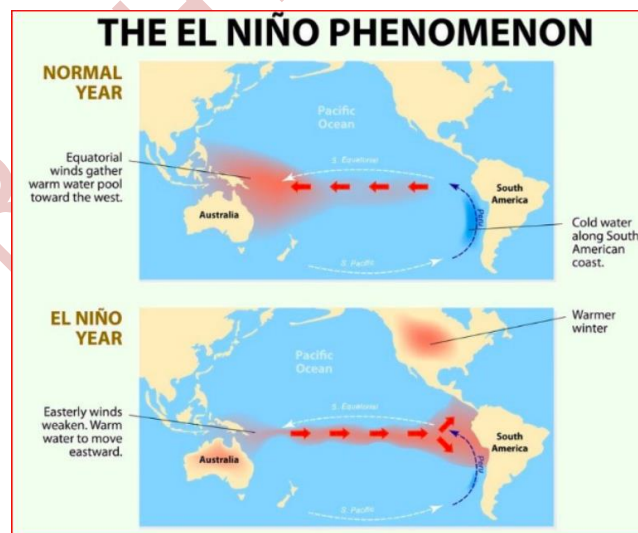 THE EL NIÑO PHENOMENON
NORMAL
YEAR
Pacific
Ocean
Equatorial
winds gather
warm water pool
toward the west.
S. Equatorial
Australia
South
America
Peru
S. Pacific
Cold water
along South
American
coast.
EL NIÑO
YEAR
Warmer
winter
Pacific
Ocean
Easterly winds
weaken. Warm
water to move
eastward.
S. Equatorial
Australia
South
America
Peru
S. Pacific